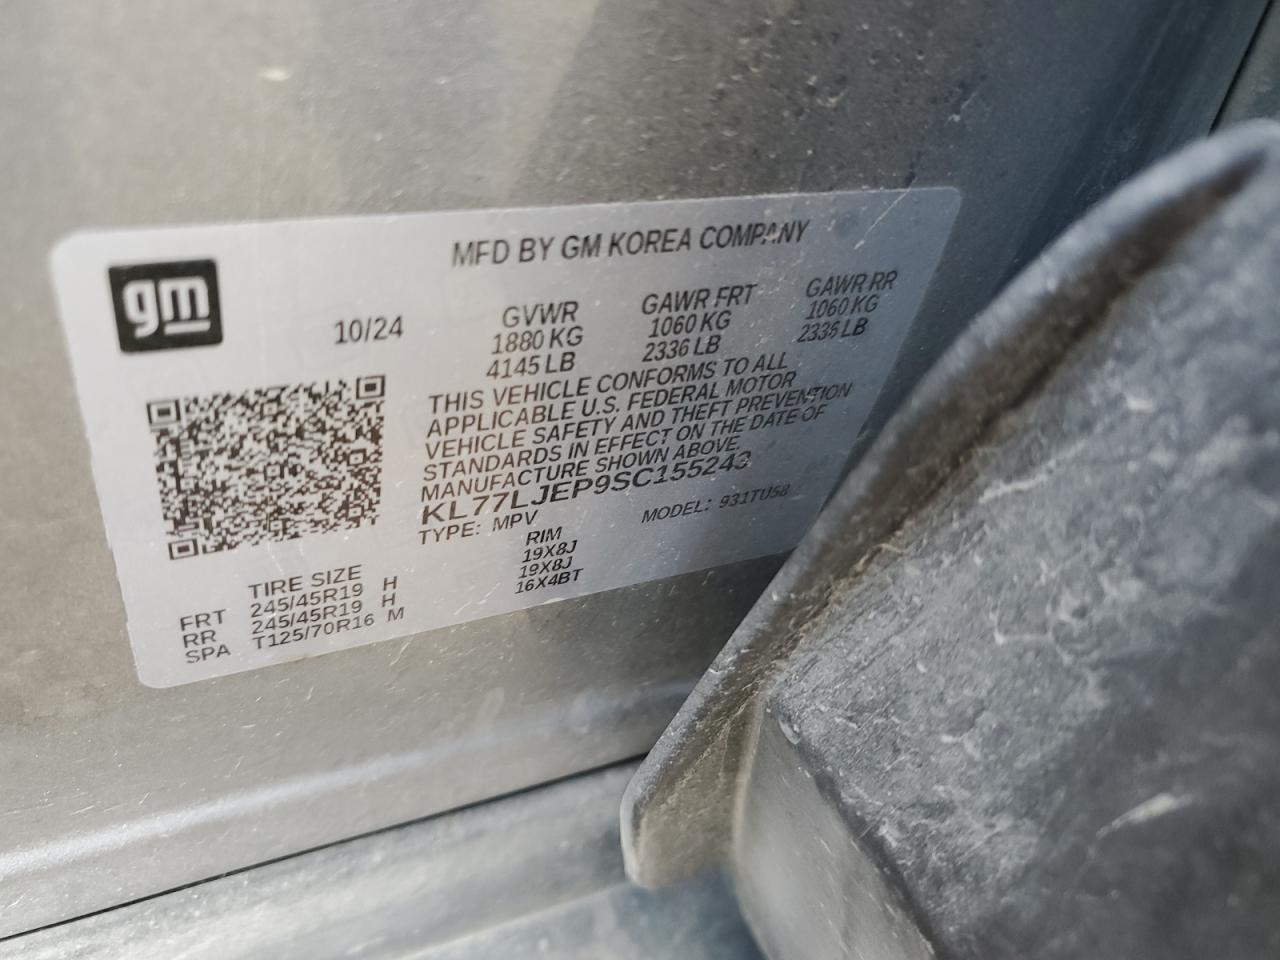 gm
MFD BY GM KOREA COMPANY
10/24
GVWR GAWR FRT GAWR RR
1880 KG 1060 KG 1060 KG
4145 LB 2336 LB 2336 LB
THIS VEHICLE CONFORMS TO ALL
APPLICABLE U.S. FEDERAL MOTOR
VEHICLE SAFETY AND THEFT PREVENTION
STANDARDS IN EFFECT ON THE DATE OF
MANUFACTURE SHOWN ABOVE.
KL77LJEP9SC155243
TYPE: MPV MODEL: 931TU58
TIRE SIZE RIM
FRT 245/45R19 H 19X8J
RR 245/45R19 H 19X8J
SPA T125/70R16 M 16X4BT